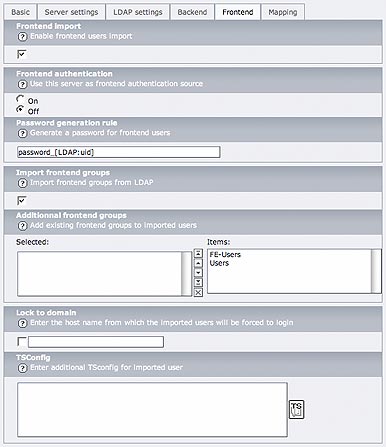 Basic Server settings LDAP settings Backend Frontend Mapping
Frontend import
? Enable frontend users import
Frontend authentication
? Use this server as frontend authentication source
On
Off
Password generation rule
? Generate a password for frontend users
password_[LDAP:uid]
Import frontend groups
? Import frontend groups from LDAP
Additionnal frontend groups
? Add existing frontend groups to imported users
Selected: Items:
FE-Users
Users
Lock to domain
? Enter the host name from which the imported users will be forced to login
TSConfig
? Enter additional TSconfig for imported user
TS